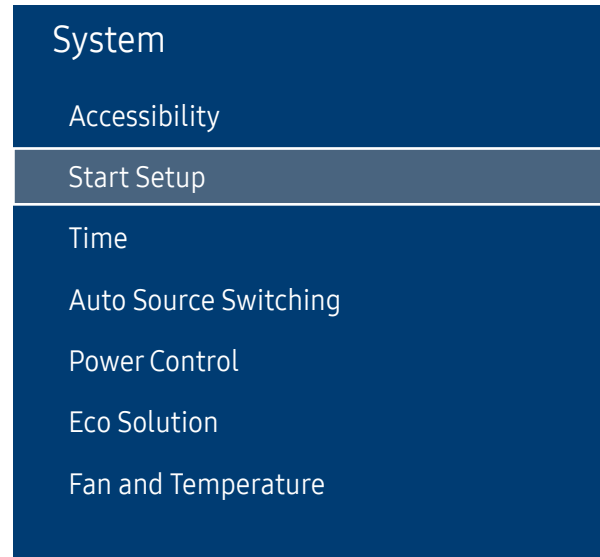 System
Accessibility
Start Setup
Time
Auto Source Switching
Power Control
Eco Solution
Fan and Temperature